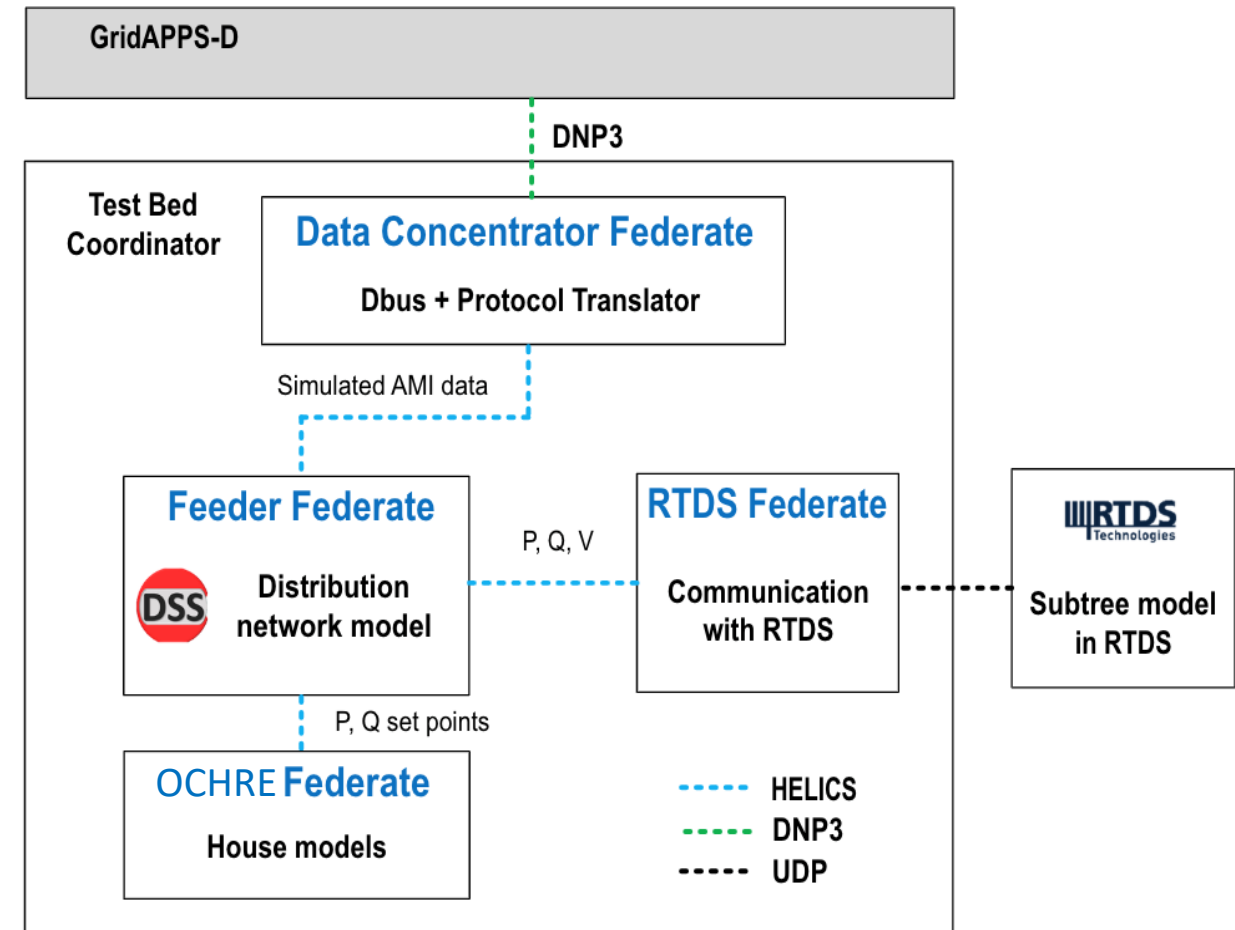 GridAPPS-D
DNP3
Test Bed
Coordinator
Data Concentrator Federate
Dbus + Protocol Translator
Simulated AMI data
Feeder Federate
DSS
Distribution
network model
P, Q, V
RTDS Federate
Communication
with RTDS
RTDS
Technologies
Subtree model
in RTDS
P, Q set points
OCHRE Federate
House models
HELICS
DNP3
UDP